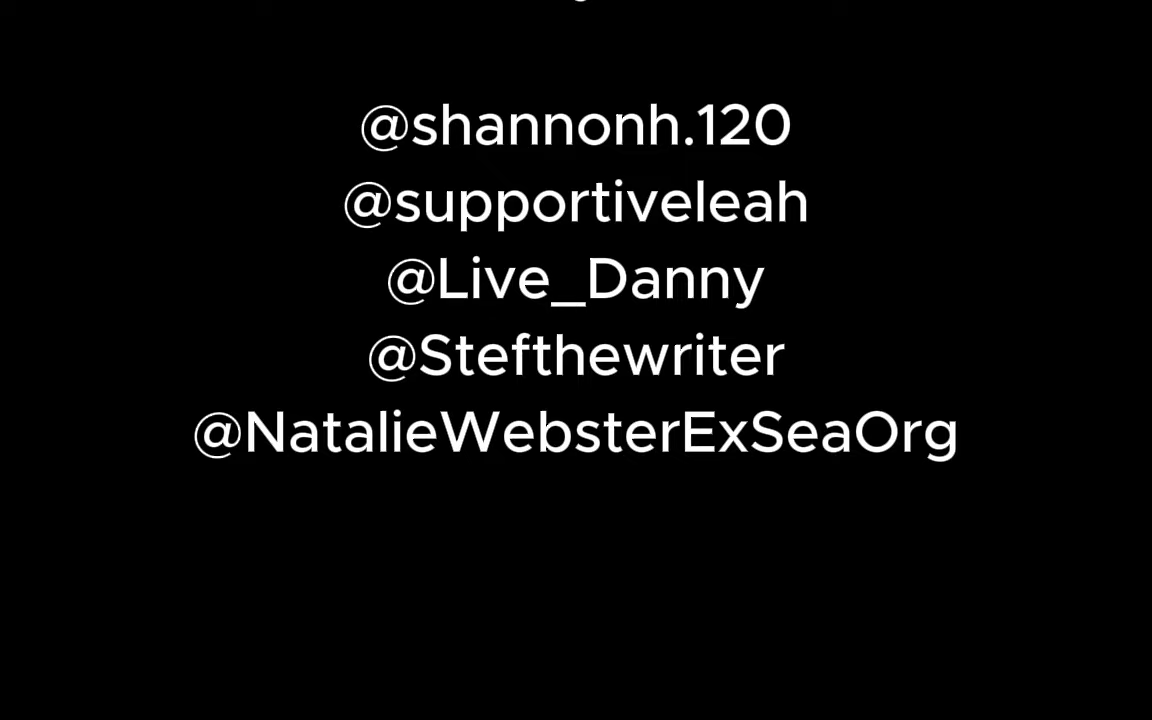 @shannonh.120
@supportiveleah
@Live_Danny
@Stefthewriter
@NatalieWebsterExSeaOrg